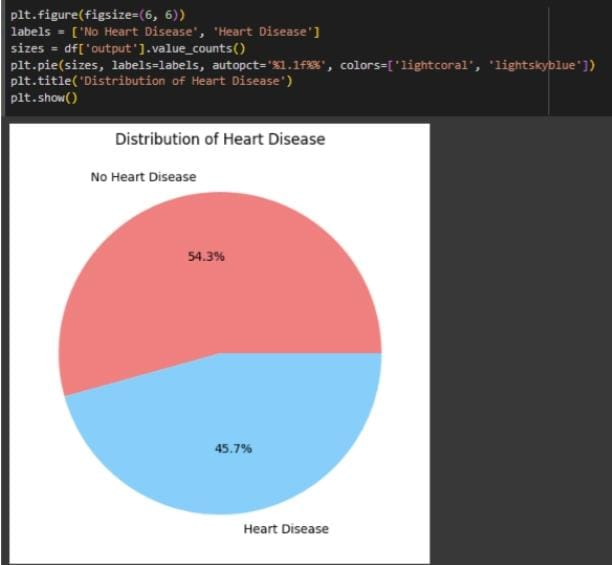 plt.figure(figsize=(6, 6))
labels = ['No Heart Disease', 'Heart Disease']
sizes = df['output'].value_counts()
plt.pie(sizes, labels=labels, autopct='%1.1f%%', colors=['lightcoral', 'lightskyblue'])
plt.title('Distribution of Heart Disease')
plt.show()
Distribution of Heart Disease
No Heart Disease
54.3%
45.7%
Heart Disease